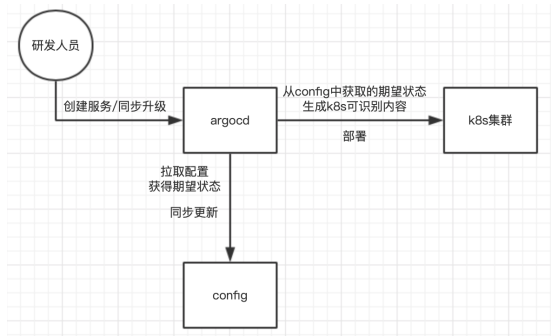 研发人员
创建服务/同步升级
argocd
从config中获取的期望状态
生成k8s可识别内容
部署
k8s集群
拉取配置
获得期望状态
同步更新
config